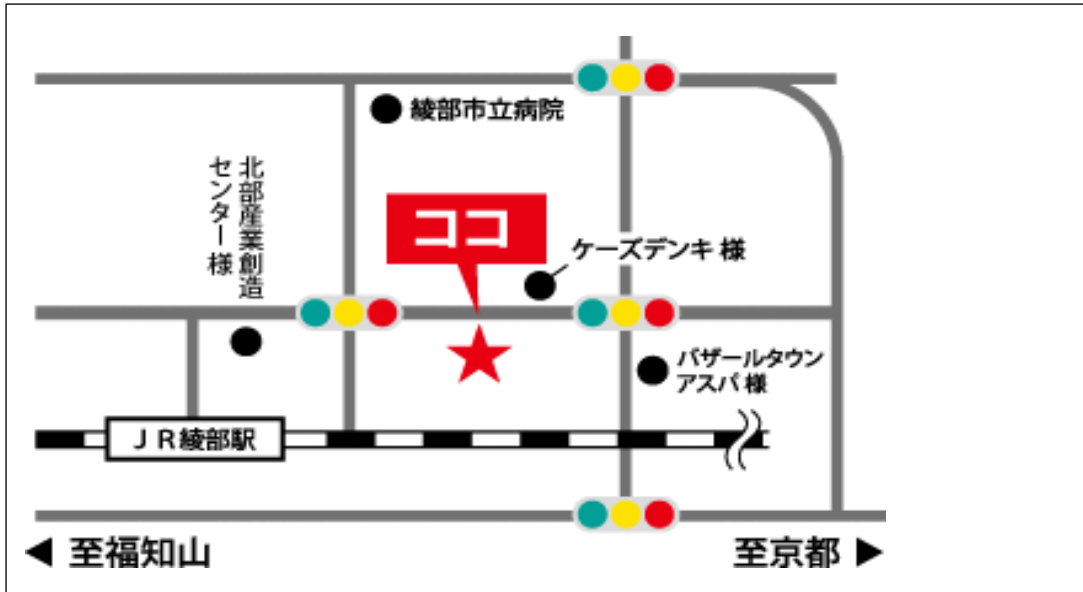 綾部市立病院
北部産業創造
センター 様
ココ
ケーズデンキ 様
バザールタウン
アスパ 様
ＪＲ綾部駅
◀ 至福知山
至京都 ▶